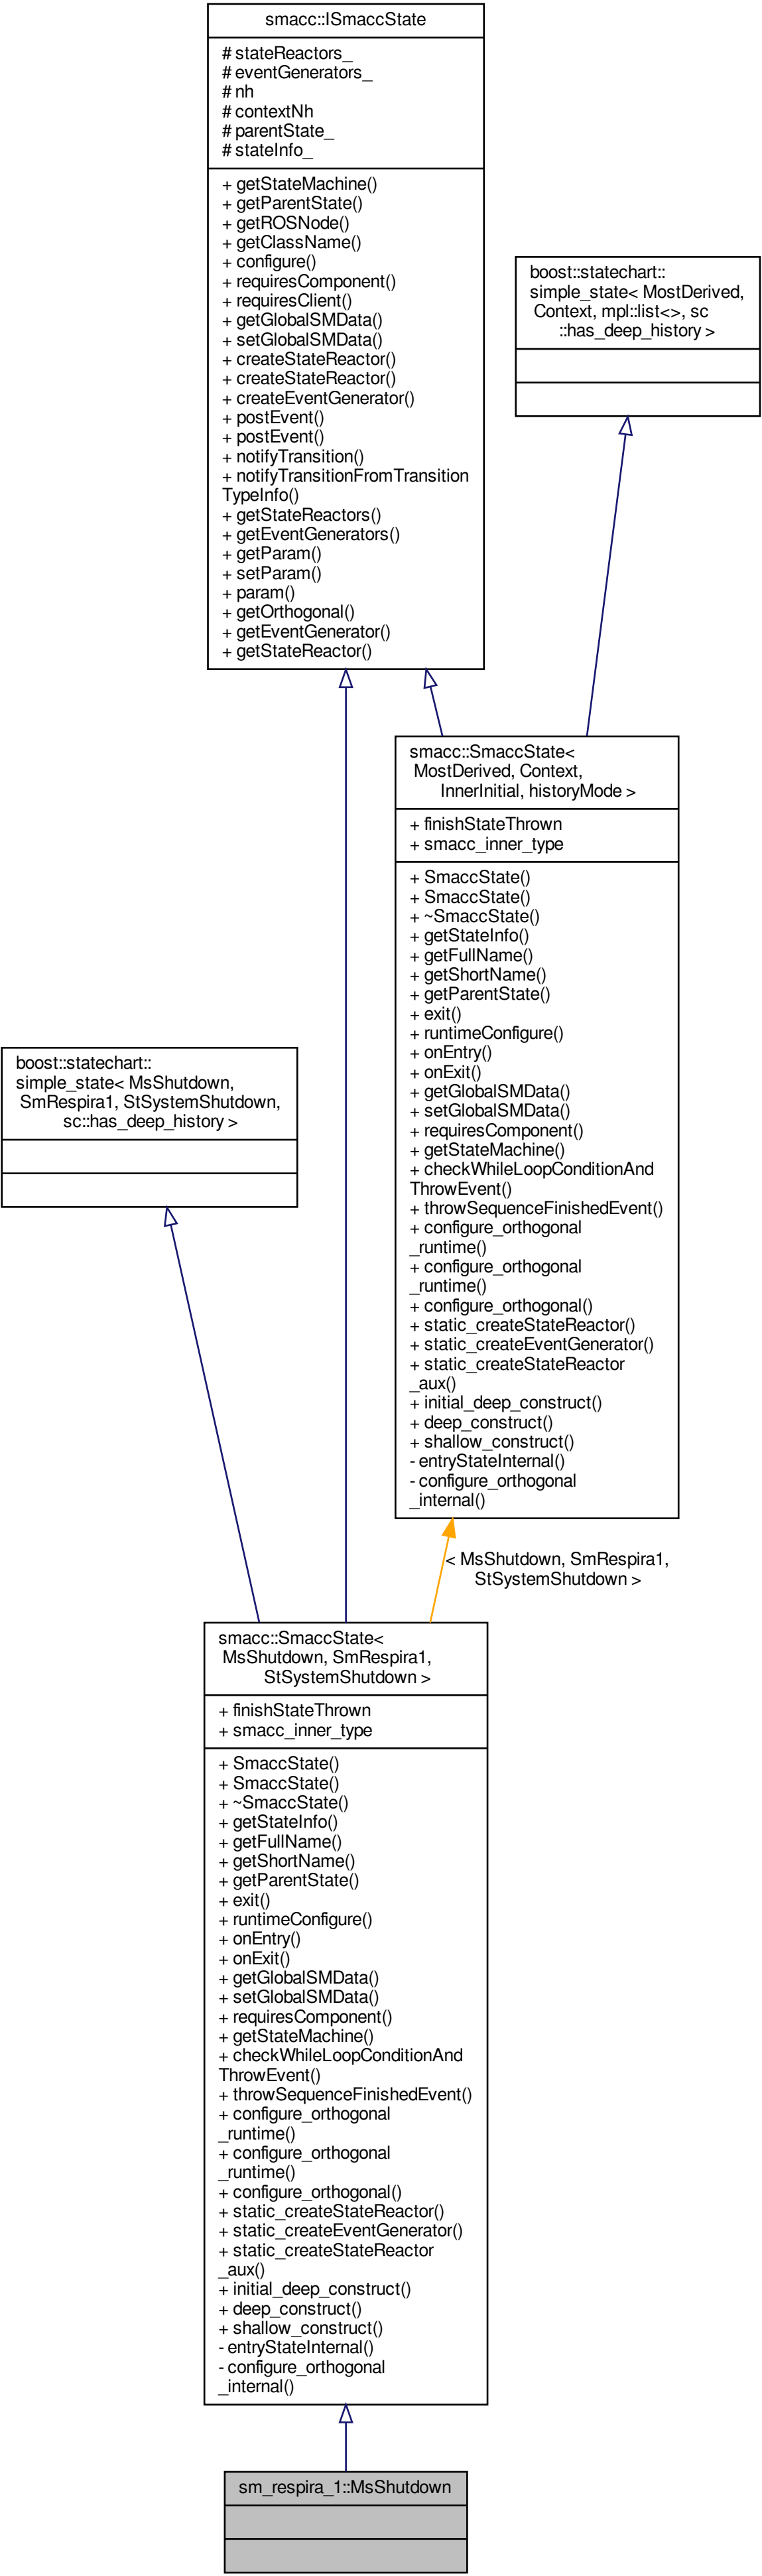 smacc::ISmaccState
# stateReactors_
# eventGenerators_
# nh
# contextNh
# parentState_
# stateInfo_
+ getStateMachine()
+ getParentState()
+ getROSNode()
+ getClassName()
+ configure()
+ requiresComponent()
+ requiresClient()
+ getGlobalSMData()
+ setGlobalSMData()
+ createStateReactor()
+ createStateReactor()
+ createEventGenerator()
+ postEvent()
+ postEvent()
+ notifyTransition()
+ notifyTransitionFromTransition
TypeInfo()
+ getStateReactors()
+ getEventGenerators()
+ getParam()
+ setParam()
+ param()
+ getOrthogonal()
+ getEventGenerator()
+ getStateReactor()
boost::statechart::
simple_state< MostDerived,
Context, mpl::list<>, sc
::has_deep_history >
smacc::SmaccState<
MostDerived, Context,
InnerInitial, historyMode >
+ finishStateThrown
+ smacc_inner_type
+ SmaccState()
+ SmaccState()
+ ~SmaccState()
+ getStateInfo()
+ getFullName()
+ getShortName()
+ getParentState()
+ exit()
+ runtimeConfigure()
+ onEntry()
+ onExit()
+ getGlobalSMData()
+ setGlobalSMData()
+ requiresComponent()
+ getStateMachine()
+ checkWhileLoopConditionAnd
ThrowEvent()
+ throwSequenceFinishedEvent()
+ configure_orthogonal
_runtime()
+ configure_orthogonal
_runtime()
+ configure_orthogonal()
+ static_createStateReactor()
+ static_createEventGenerator()
+ static_createStateReactor
_aux()
+ initial_deep_construct()
+ deep_construct()
+ shallow_construct()
- entryStateInternal()
- configure_orthogonal
_internal()
boost::statechart::
simple_state< MsShutdown,
SmRespira1, StSystemShutdown,
sc::has_deep_history >
< MsShutdown, SmRespira1,
StSystemShutdown >
smacc::SmaccState<
MsShutdown, SmRespira1,
StSystemShutdown >
+ finishStateThrown
+ smacc_inner_type
+ SmaccState()
+ SmaccState()
+ ~SmaccState()
+ getStateInfo()
+ getFullName()
+ getShortName()
+ getParentState()
+ exit()
+ runtimeConfigure()
+ onEntry()
+ onExit()
+ getGlobalSMData()
+ setGlobalSMData()
+ requiresComponent()
+ getStateMachine()
+ checkWhileLoopConditionAnd
ThrowEvent()
+ throwSequenceFinishedEvent()
+ configure_orthogonal
_runtime()
+ configure_orthogonal
_runtime()
+ configure_orthogonal()
+ static_createStateReactor()
+ static_createEventGenerator()
+ static_createStateReactor
_aux()
+ initial_deep_construct()
+ deep_construct()
+ shallow_construct()
- entryStateInternal()
- configure_orthogonal
_internal()
sm_respira_1::MsShutdown